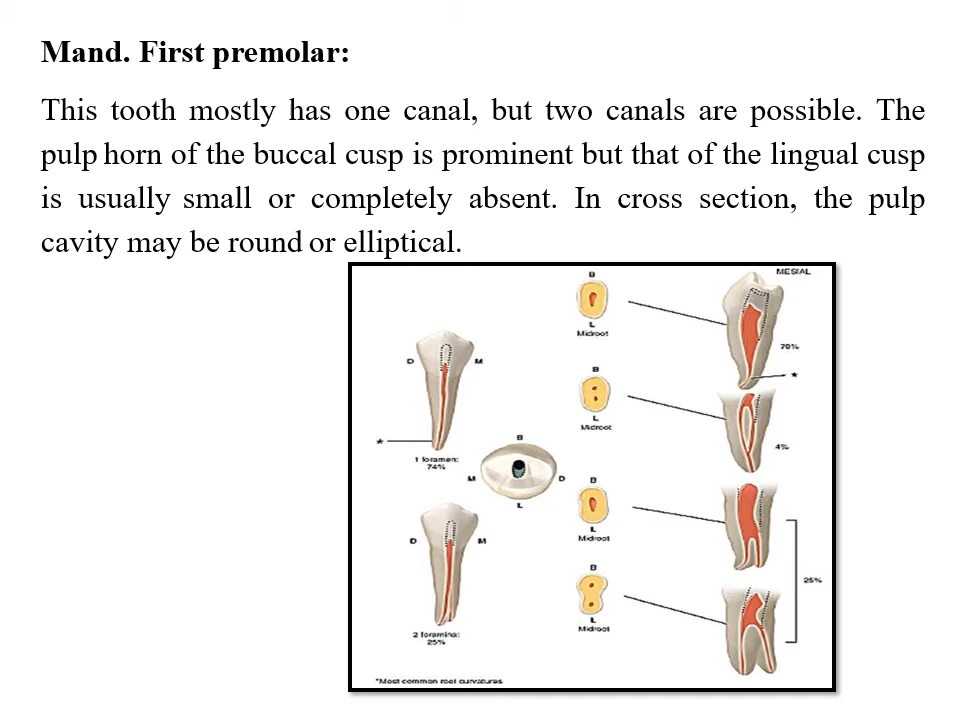 Mand. First premolar:
This tooth mostly has one canal, but two canals are possible. The
pulp horn of the buccal cusp is prominent but that of the lingual cusp
is usually small or completely absent. In cross section, the pulp
cavity may be round or elliptical.
MESIAL
B
L
Midroot
70%
*
D
M
B
L
Midroot
4%
*
1 foramen:
74%
B
M
D
L
B
L
Midroot
D
M
25%
B
L
Midroot
2 foramina:
25%
*Most common root curvatures